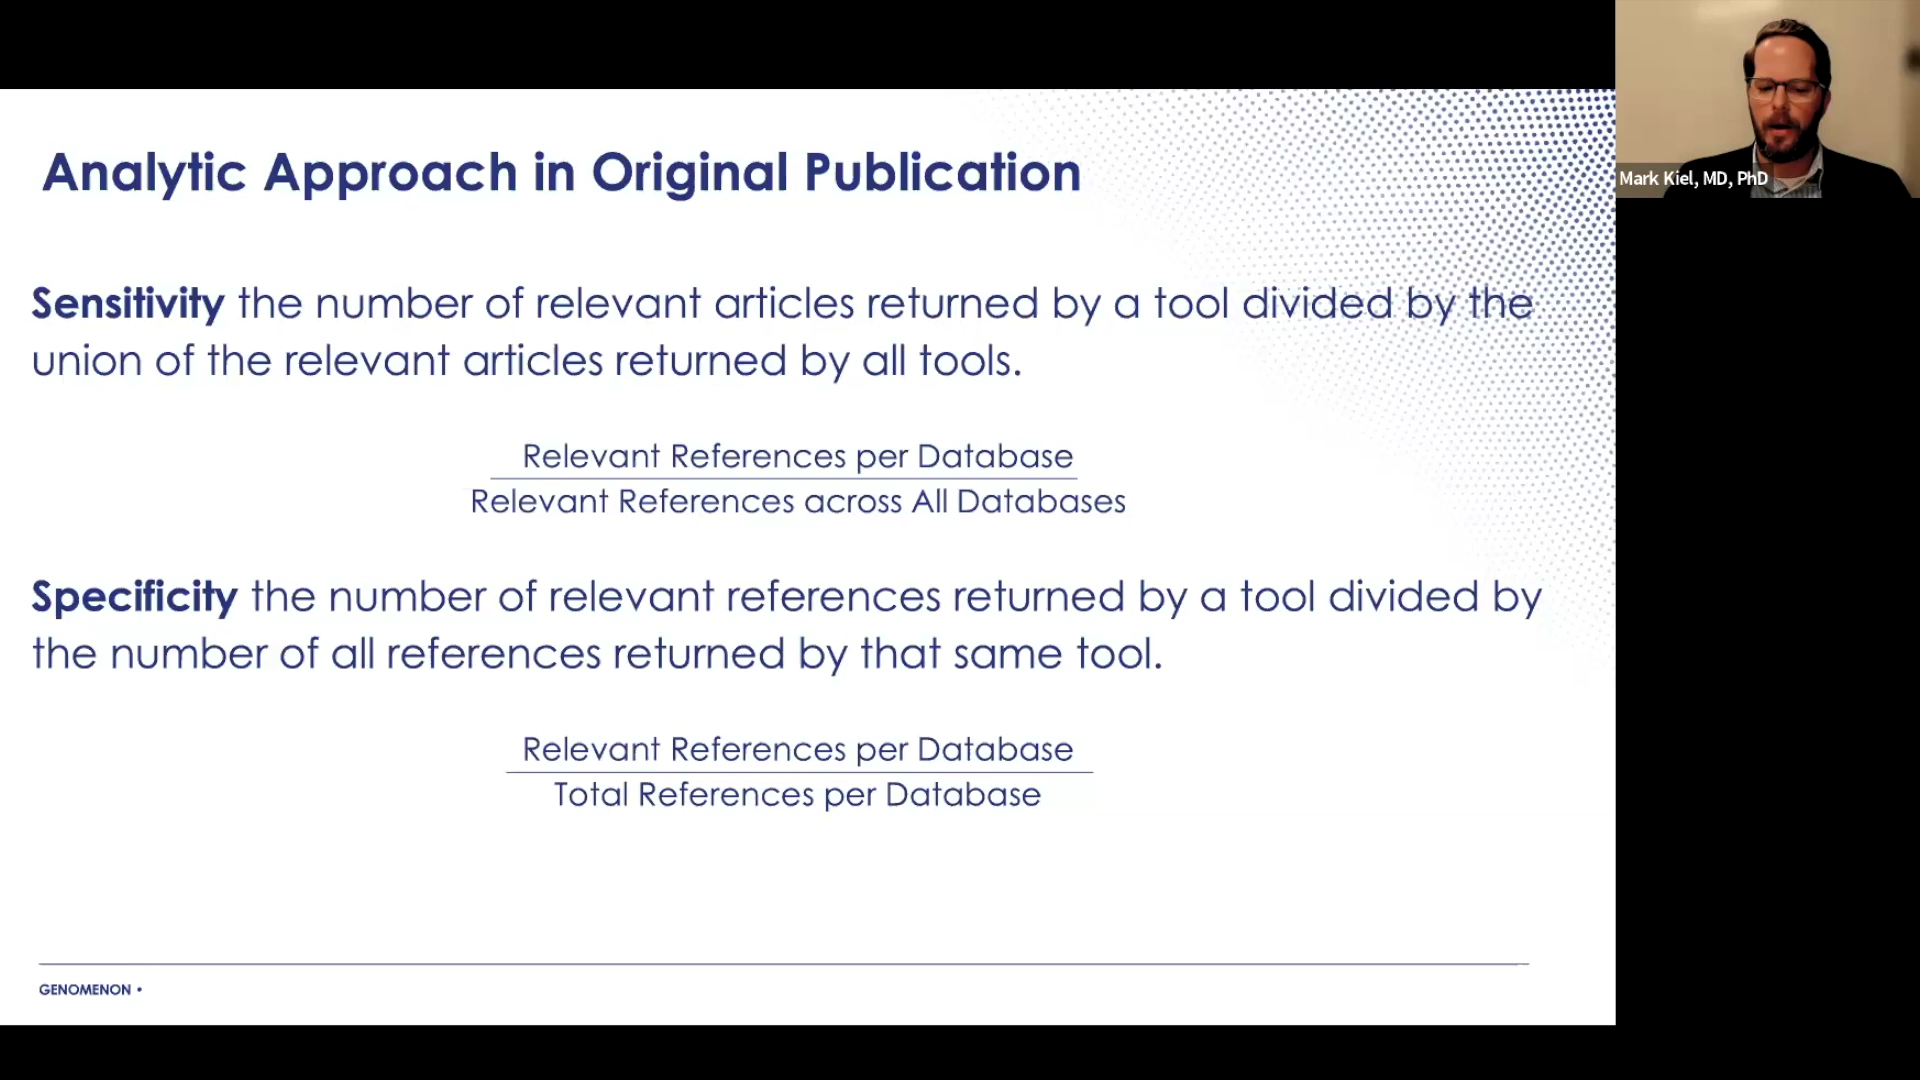 Analytic Approach in Original Publication
Sensitivity the number of relevant articles returned by a tool divided by the
union of the relevant articles returned by all tools.
Relevant References per Database
Relevant References across All Databases
Specificity the number of relevant references returned by a tool divided by
the number of all references returned by that same tool.
Relevant References per Database
Total References per Database
GENOMENON •
Mark Kiel, MD, PhD